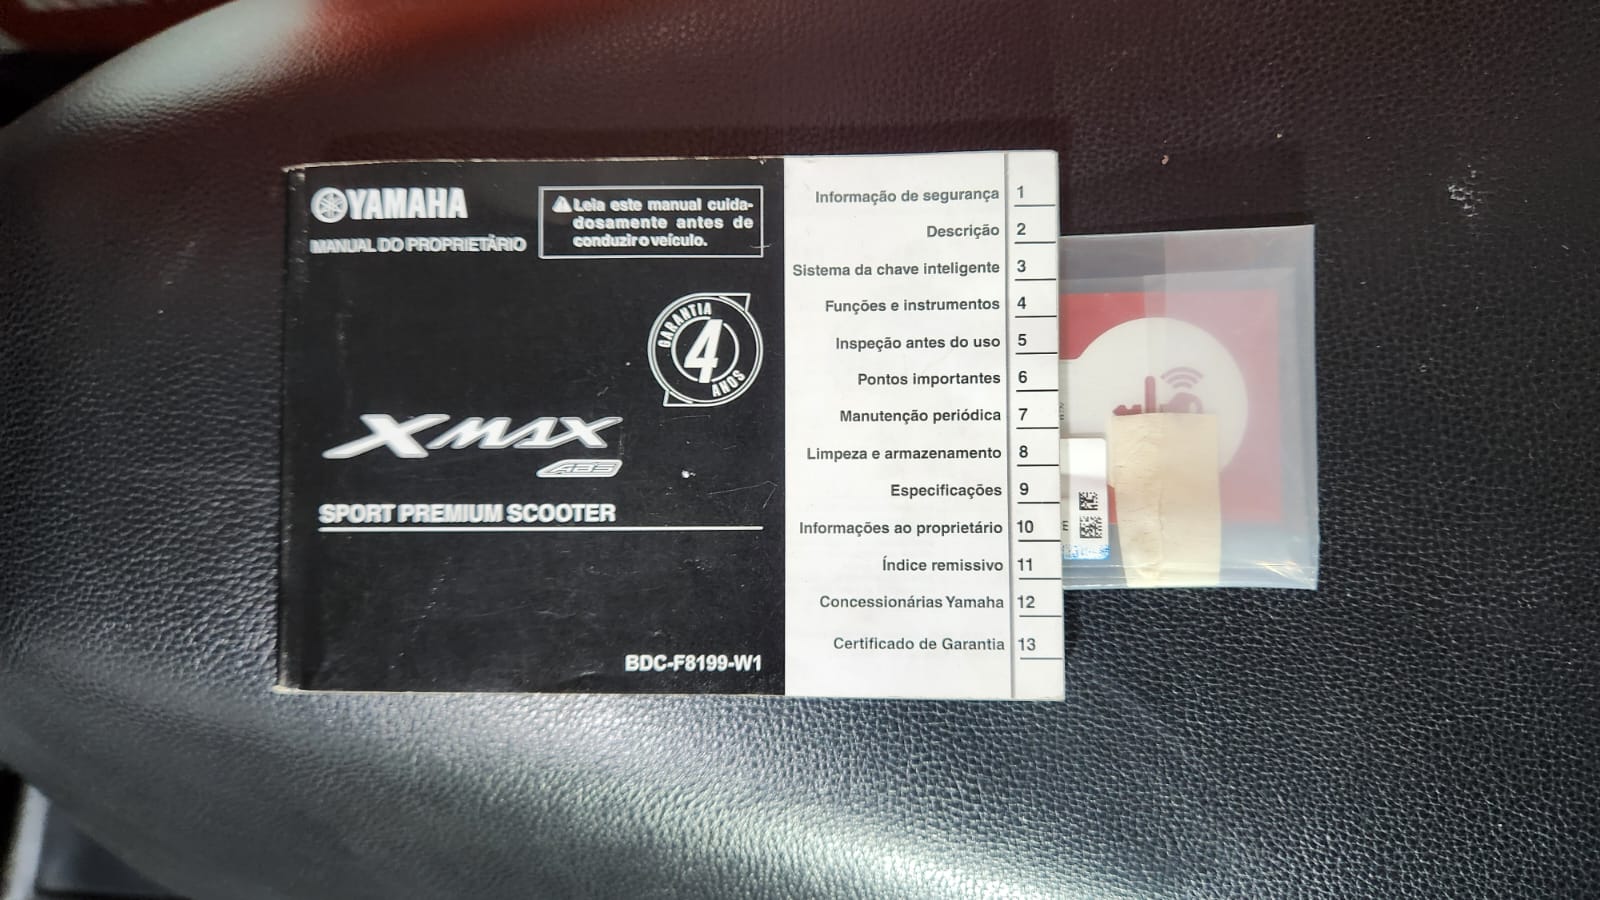 YAMAHA
MANUAL DO PROPRIETÁRIO
Leia este manual cuida-
dosamente antes de
conduzir o veículo.
GARANTIA
4
ANOS
XMAX
ABS
SPORT PREMIUM SCOOTER
BDC-F8199-W1
Informação de segurança 1
Descrição 2
Sistema da chave inteligente 3
Funções e instrumentos 4
Inspeção antes do uso 5
Pontos importantes 6
Manutenção periódica 7
Limpeza e armazenamento 8
Especificações 9
Informações ao proprietário 10
Índice remissivo 11
Concessionárias Yamaha 12
Certificado de Garantia 13
E